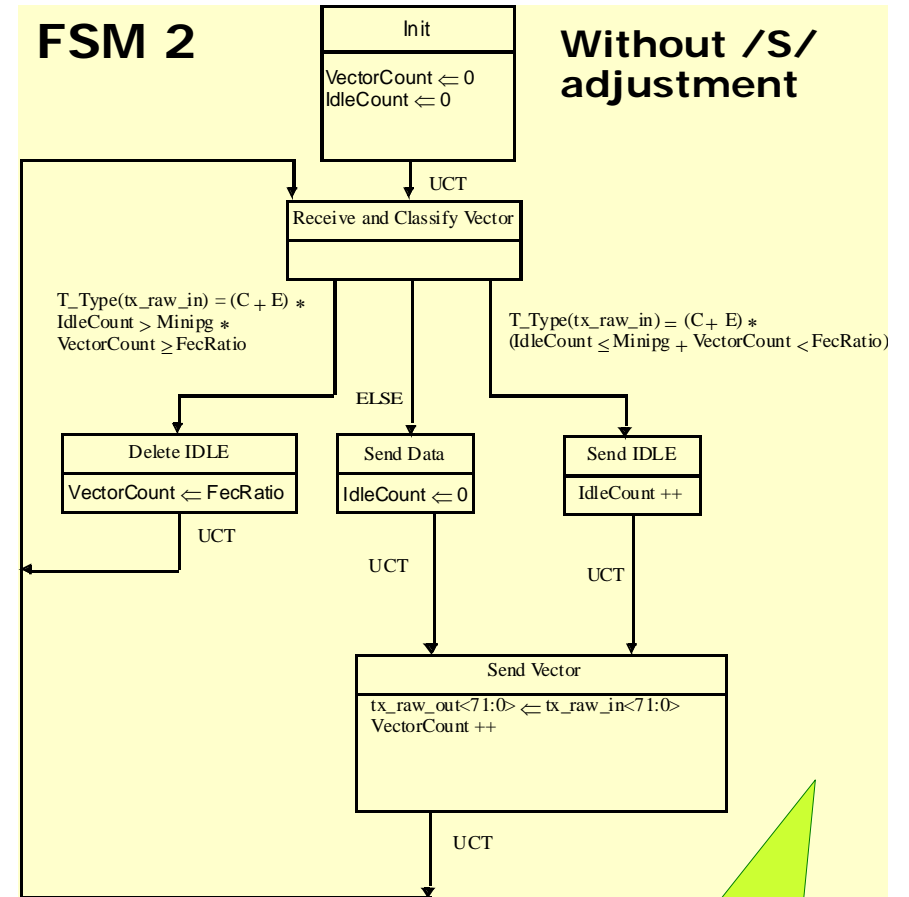 FSM 2
Without /S/
adjustment
Init
VectorCount ⇐ 0
IdleCount ⇐ 0
UCT
Receive and Classify Vector
T_Type(tx_raw_in) = (C + E) *
IdleCount > Minipg *
VectorCount ≥ FecRatio
T_Type(tx_raw_in) = (C + E) *
(IdleCount ≤ Minipg + VectorCount < FecRatio)
ELSE
Delete IDLE
VectorCount ⇐ FecRatio
Send Data
IdleCount ⇐ 0
Send IDLE
IdleCount ++
UCT
UCT
UCT
Send Vector
tx_raw_out<71:0> ⇐ tx_raw_in<71:0>
VectorCount ++
UCT